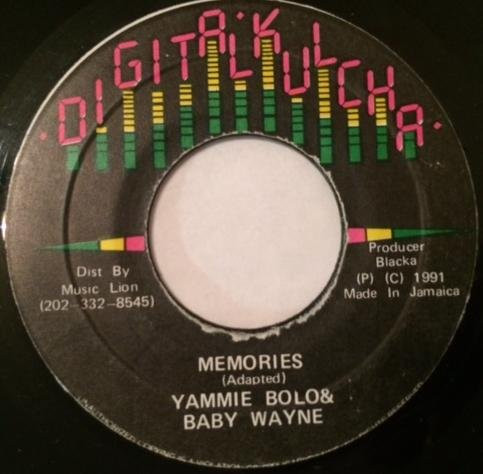 DIGITAL KULCHA
Dist By
Music Lion
(202-332-8545)
Producer
Blacka
(P) (C) 1991
Made In Jamaica
MEMORIES
(Adapted)
YAMMIE BOLO&
BABY WAYNE
UNAUTHORIZED